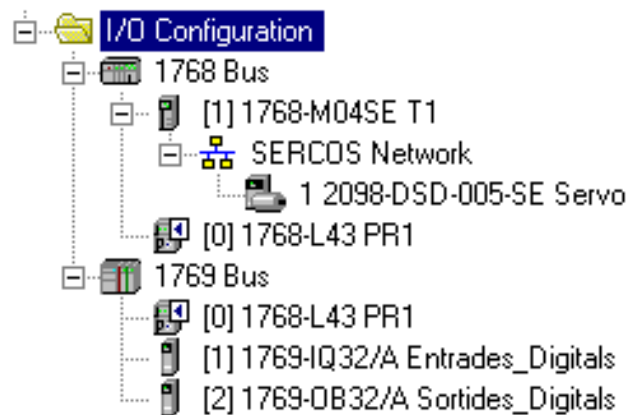 I/O Configuration
1768 Bus
[1] 1768-M04SE T1
SERCOS Network
1 2098-DSD-005-SE Servo
[0] 1768-L43 PR1
1769 Bus
[0] 1768-L43 PR1
[1] 1769-IQ32/A Entrades_Digitals
[2] 1769-OB32/A Sortides_Digitals